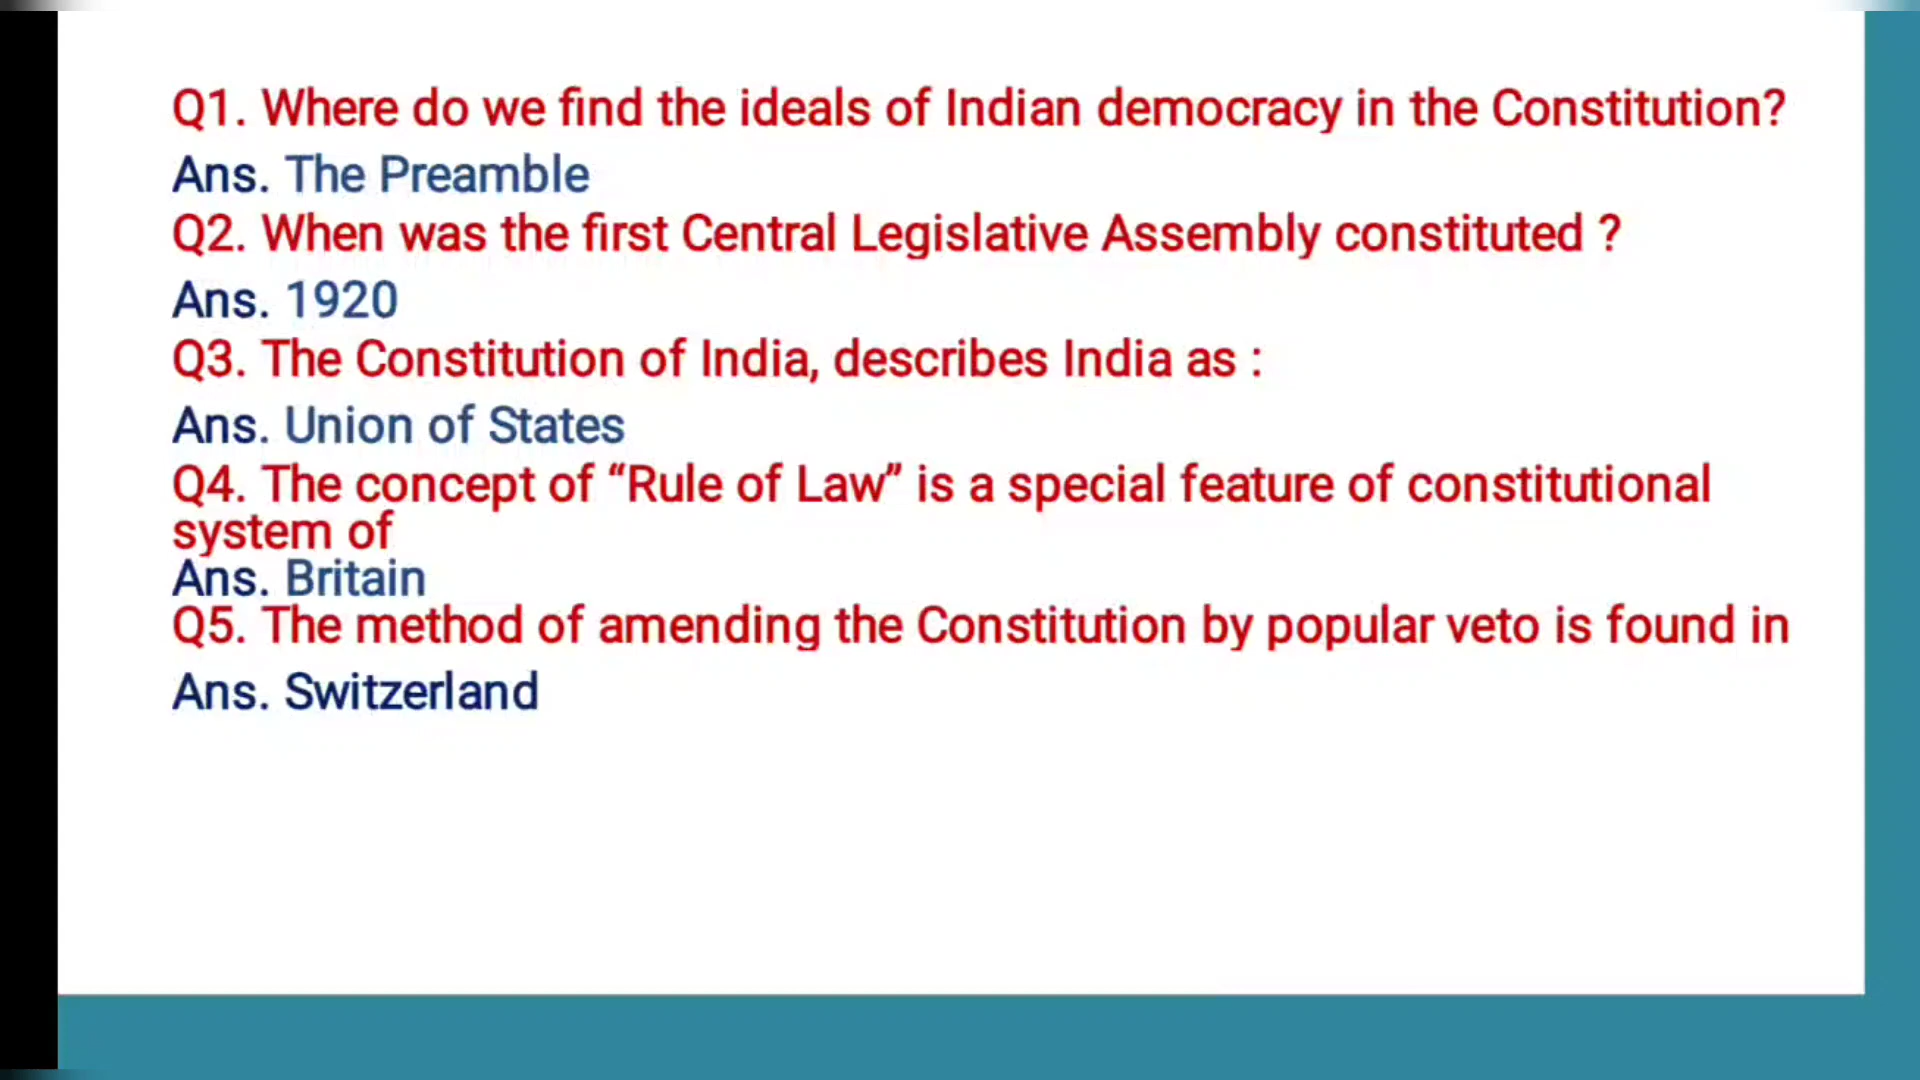 Q1. Where do we find the ideals of Indian democracy in the Constitution?
Ans. The Preamble
Q2. When was the first Central Legislative Assembly constituted ?
Ans. 1920
Q3. The Constitution of India, describes India as :
Ans. Union of States
Q4. The concept of “Rule of Law” is a special feature of constitutional
system of
Ans. Britain
Q5. The method of amending the Constitution by popular veto is found in
Ans. Switzerland